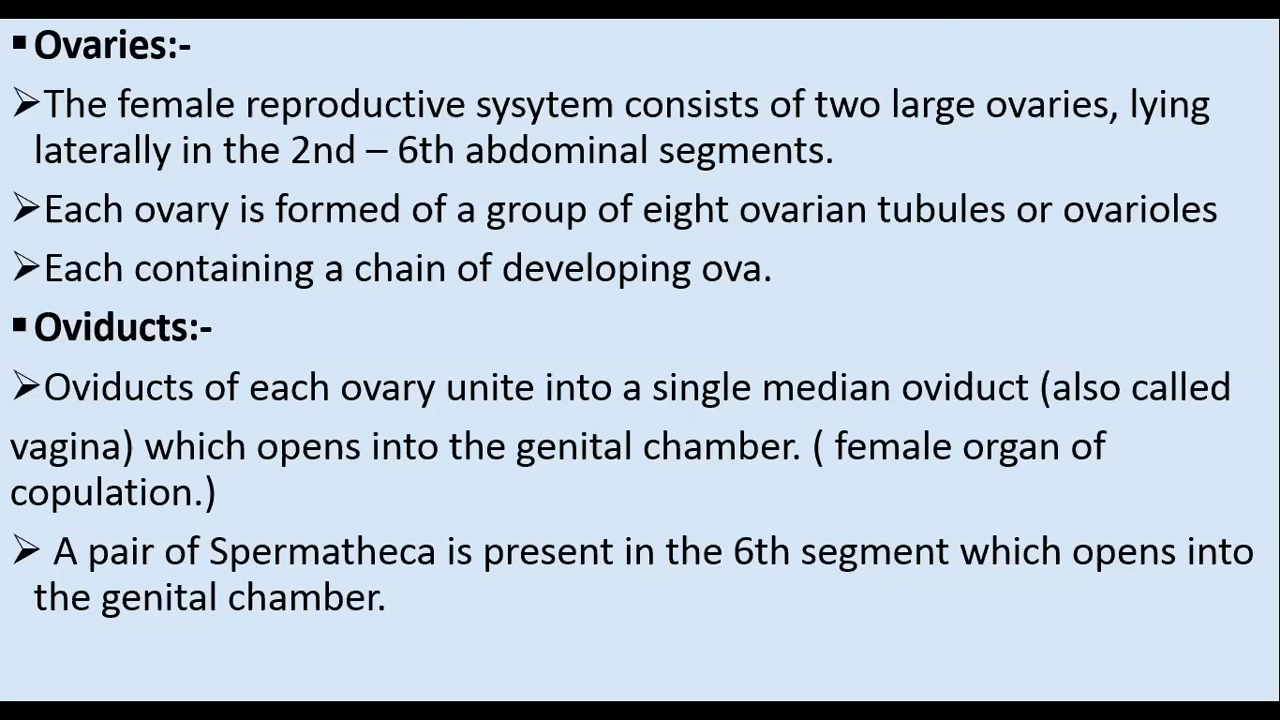 ▪ Ovaries:-
➢The female reproductive sysytem consists of two large ovaries, lying
laterally in the 2nd – 6th abdominal segments.
➢Each ovary is formed of a group of eight ovarian tubules or ovarioles
➢Each containing a chain of developing ova.
▪ Oviducts:-
➢Oviducts of each ovary unite into a single median oviduct (also called
vagina) which opens into the genital chamber. ( female organ of
copulation.)
➢ A pair of Spermatheca is present in the 6th segment which opens into
the genital chamber.